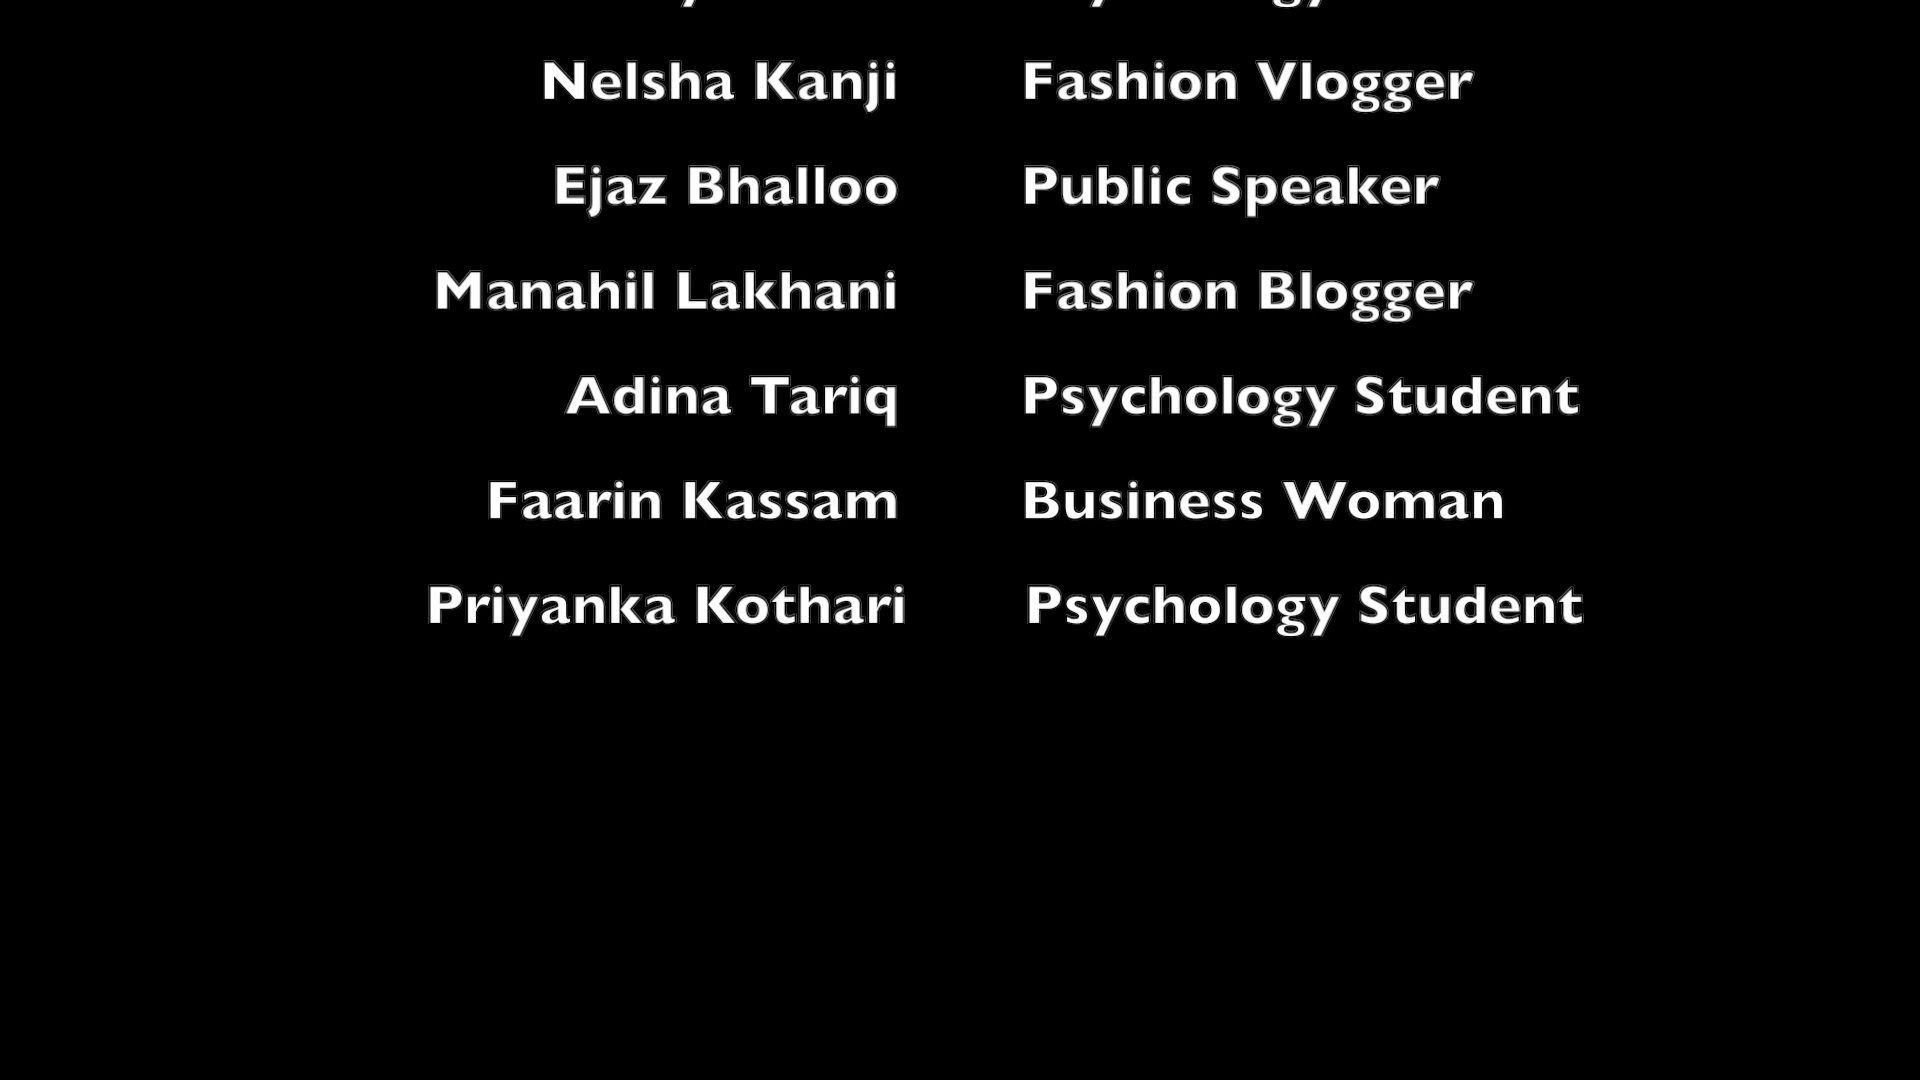 Nelsha Kanji Fashion Vlogger
Ejaz Bhalloo Public Speaker
Manahil Lakhani Fashion Blogger
Adina Tariq Psychology Student
Faarin Kassam Business Woman
Priyanka Kothari Psychology Student